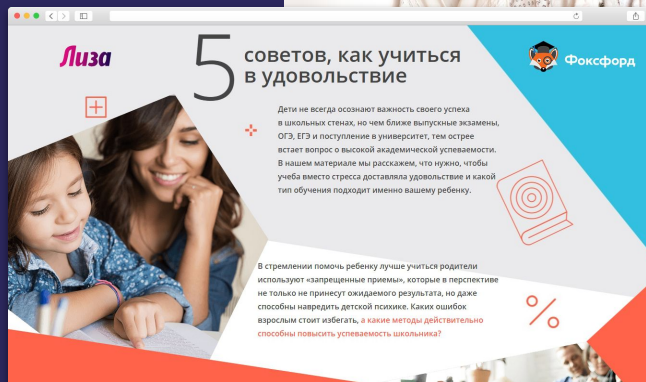 Лиза
5 советов, как учиться
в удовольствие
Фоксфорд
Дети не всегда осознают важность своего успеха
в школьных стенах, но чем ближе выпускные экзамены,
ОГЭ, ЕГЭ и поступление в университет, тем острее
встает вопрос о высокой академической успеваемости.
В нашем материале мы расскажем, что нужно, чтобы
учеба вместо стресса доставляла удовольствие и какой
тип обучения подходит именно вашему ребенку.
В стремлении помочь ребенку лучше учиться родители
используют «запрещенные приемы», которые в перспективе
не только не принесут ожидаемого результата, но даже
способны навредить детской психике. Каких ошибок
взрослым стоит избегать, а какие методы действительно
способны повысить успеваемость школьника?
%